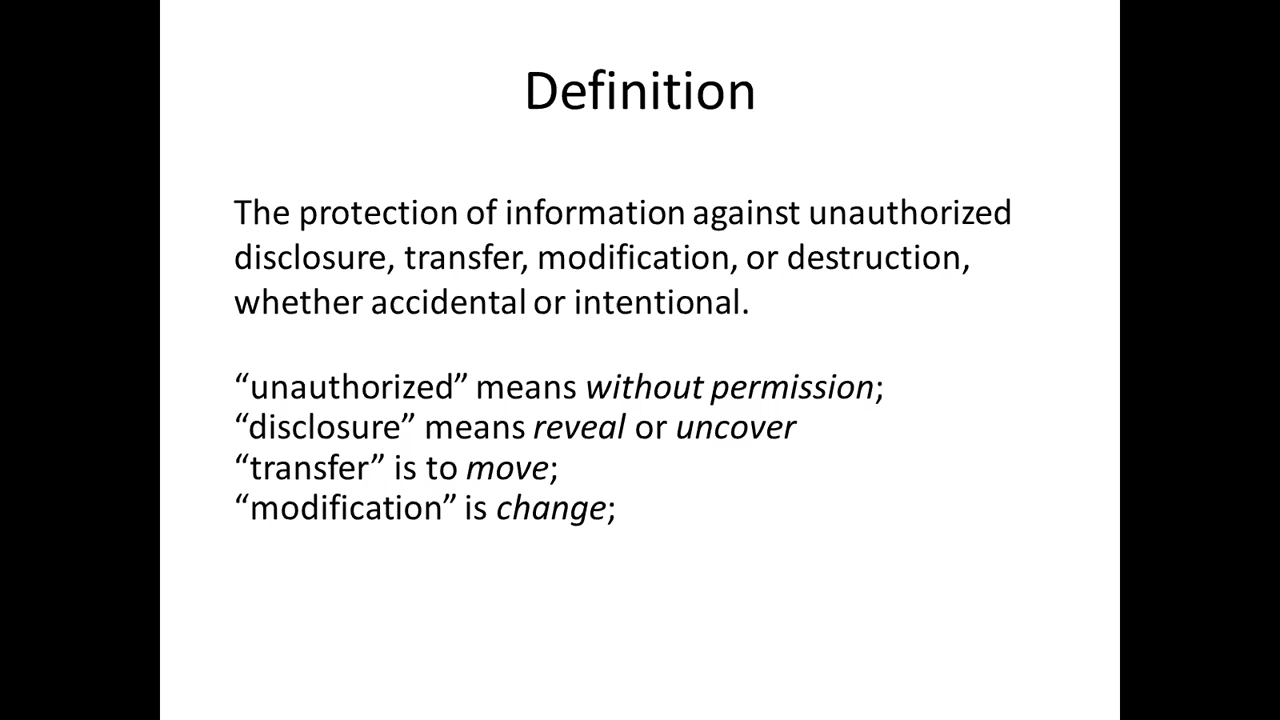 Definition
The protection of information against unauthorized
disclosure, transfer, modification, or destruction,
whether accidental or intentional.
“unauthorized” means without permission;
“disclosure” means reveal or uncover
“transfer” is to move;
“modification” is change;